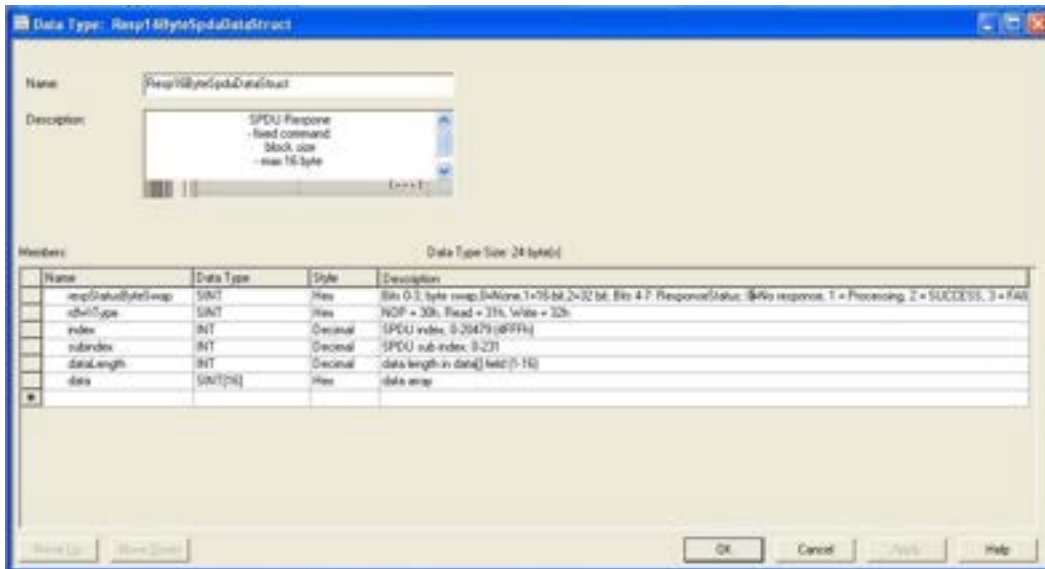 Data Type: Resp16ByteSpduDataStruct
Name:
Resp16ByteSpduDataStruct
Description:
SPDU Respone
- fixed command
block size
- max 16 byte
Members:
Data Type Size: 24 byte(s)
Name Data Type Style Description
respStatusByteSwap SINT Hex Bits 0-3, byte swap,0=None,1=16-bit,2=32 bit; Bits 4-7: ResponseStatus, 0=No response, 1 = Processing, 2 = SUCCESS, 3 = FAI
rdWrType SINT Hex NOP = 30h, Read = 31h, Write = 32h
index INT Decimal SPDU index, 0-20479 (4FFFh)
subindex INT Decimal SPDU sub-index, 0-231
dataLength INT Decimal data length in data[] field (1-16)
data SINT[16] Hex data array
Move Up Move Down OK Cancel Apply Help